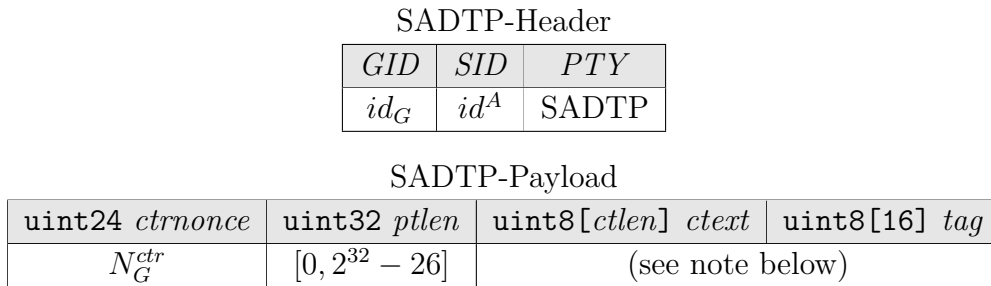 SADTP-Header
GID SID PTY
id_G id^A SADTP
SADTP-Payload
uint24 ctrnonce uint32 ptlen uint8[ctlen] ctext uint8[16] tag
N_G^{ctr} [0, 2^{32} − 26] (see note below)